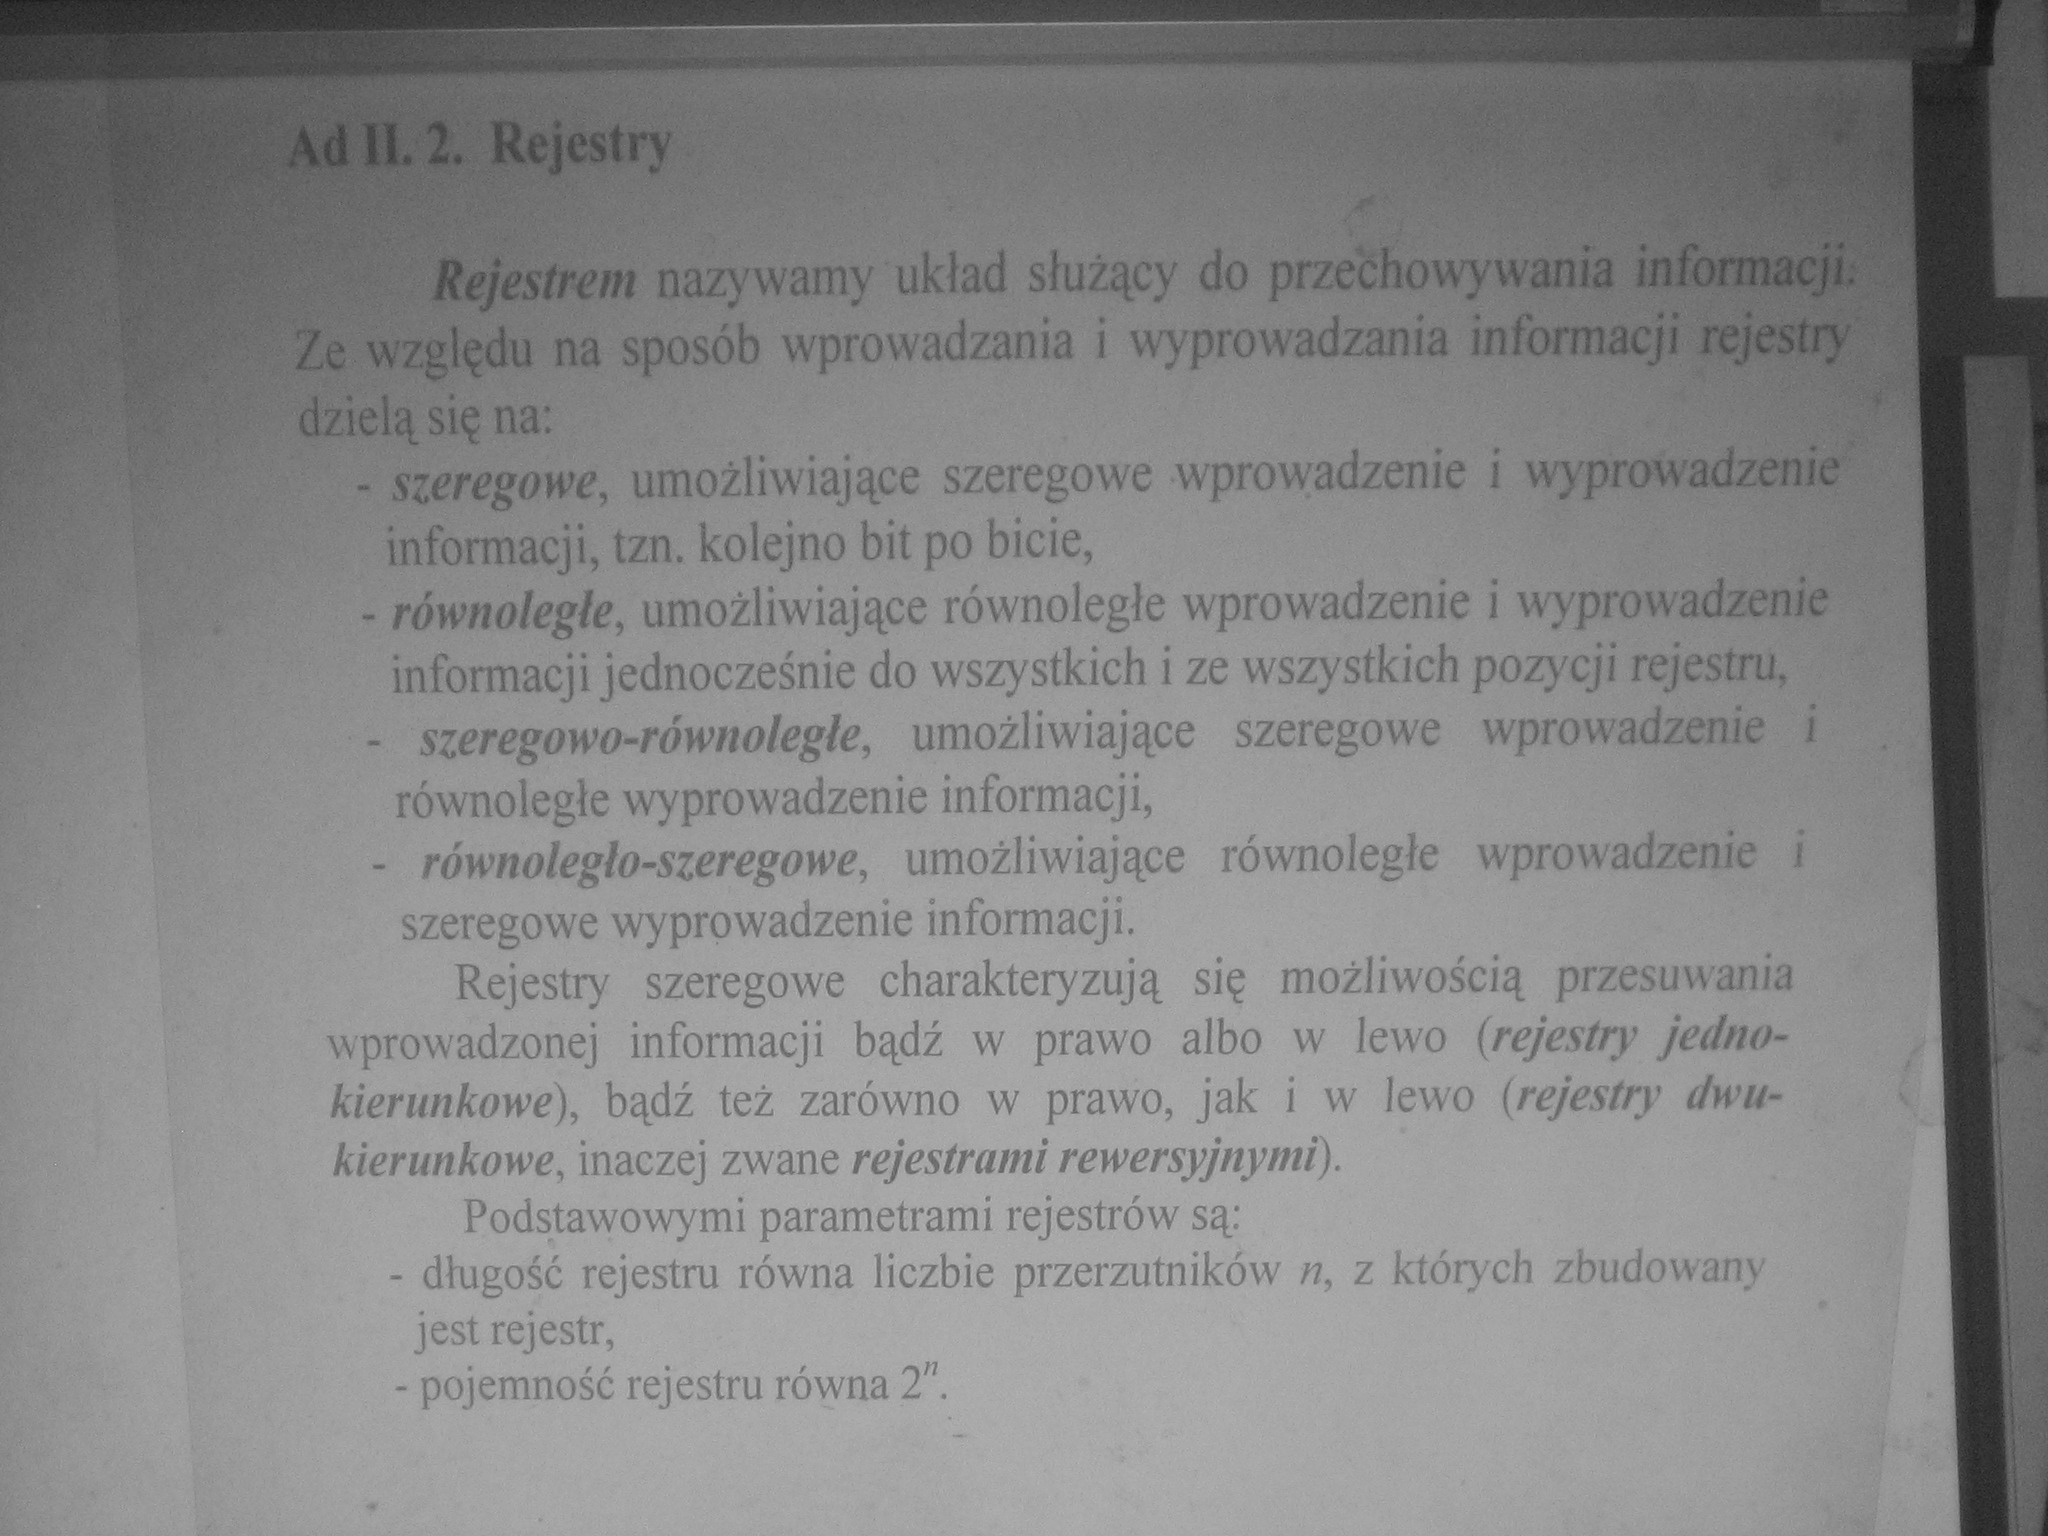 Ad II. 2. Rejestry
Rejestrem nazywamy układ służący do przechowywania informacji.
Ze względu na sposób wprowadzania i wyprowadzania informacji rejestry
dzielą się na:
- szeregowe, umożliwiające szeregowe wprowadzenie i wyprowadzenie
informacji, tzn. kolejno bit po bicie,
- równoległe, umożliwiające równoległe wprowadzenie i wyprowadzenie
informacji jednocześnie do wszystkich i ze wszystkich pozycji rejestru,
- szeregowo-równoległe, umożliwiające szeregowe wprowadzenie i
równoległe wyprowadzenie informacji,
- równoległo-szeregowe, umożliwiające równoległe wprowadzenie i
szeregowe wyprowadzenie informacji.
Rejestry szeregowe charakteryzują się możliwością przesuwania
wprowadzonej informacji bądź w prawo albo w lewo (rejestry jedno-
kierunkowe), bądź też zarówno w prawo, jak i w lewo (rejestry dwu-
kierunkowe, inaczej zwane rejestrami rewersyjnymi).
Podstawowymi parametrami rejestrów są:
- długość rejestru równa liczbie przerzutników n, z których zbudowany
jest rejestr,
- pojemność rejestru równa 2ⁿ.